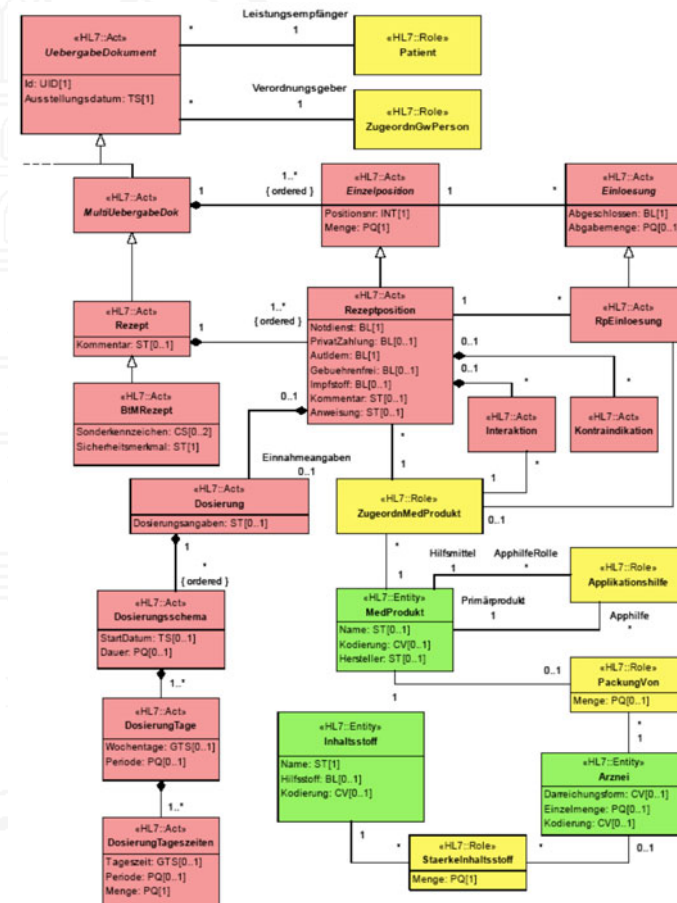 Leistungsempfänger
«HL7::Act»
UebergabeDokument
Id: UID[1]
Ausstellungsdatum: TS[1]
*
1
«HL7::Role»
Patient
Verordnungsgeber
*
1
«HL7::Role»
ZugeordnGwPerson
«HL7::Act»
MultiUebergabeDok
1
1..*
{ ordered }
«HL7::Act»
Einzelposition
Positionsnr: INT[1]
Menge: PQ[1]
1
*
«HL7::Act»
Einloesung
Abgeschlossen: BL[1]
Abgabemenge: PQ[0..1]
«HL7::Act»
Rezept
Kommentar: ST[0..1]
1
1..*
{ ordered }
«HL7::Act»
Rezeptposition
Notdienst: BL[1]
PrivatZahlung: BL[0..1]
AutIdem: BL[1]
Gebuehrenfrei: BL[0..1]
Impfstoff: BL[0..1]
Kommentar: ST[0..1]
Anweisung: ST[0..1]
1
*
«HL7::Act»
RpEinloesung
0..1
0..1
*
*
«HL7::Act»
BtMRezept
Sonderkennzeichen: CS[0..2]
Sicherheitsmerkmal: ST[1]
0..1
Einnahmeangaben
0..1
«HL7::Act»
Interaktion
«HL7::Act»
Kontraindikation
*
1
*
1
0..1
«HL7::Act»
Dosierung
Dosierungsangaben: ST[0..1]
«HL7::Role»
ZugeordnMedProdukt
1
*
{ ordered }
*
1
Hilfsmittel
1
ApphilfeRolle
*
«HL7::Role»
Applikationshilfe
«HL7::Act»
Dosierungsschema
StartDatum: TS[0..1]
Dauer: PQ[0..1]
«HL7::Entity»
MedProdukt
Name: ST[0..1]
Kodierung: CV[0..1]
Hersteller: ST[0..1]
Primärprodukt
1
Apphilfe
*
1..*
1
0..1
«HL7::Role»
PackungVon
Menge: PQ[0..1]
«HL7::Act»
DosierungTage
Wochentage: GTS[0..1]
Periode: PQ[0..1]
«HL7::Entity»
Inhaltsstoff
Name: ST[1]
Hilfsstoff: BL[0..1]
Kodierung: CV[0..1]
*
1
«HL7::Entity»
Arznei
Darreichungsform: CV[0..1]
Einzelmenge: PQ[0..1]
Kodierung: CV[0..1]
1..*
«HL7::Act»
DosierungTageszeiten
Tageszeit: GTS[0..1]
Periode: PQ[0..1]
Menge: PQ[1]
1
*
«HL7::Role»
StaerkeInhaltsstoff
Menge: PQ[1]
*
0..1